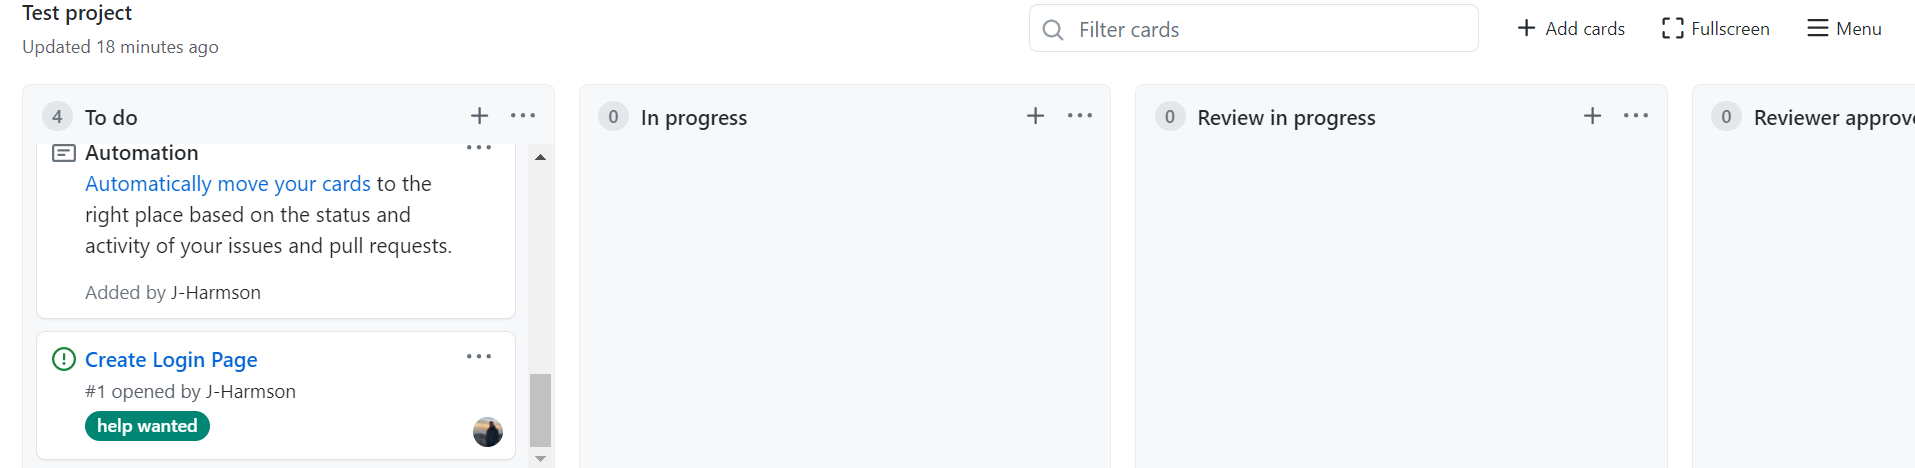 Test project
Updated 18 minutes ago
Filter cards
Add cards
Fullscreen
Menu
4 To do
Automation
Automatically move your cards to the
right place based on the status and
activity of your issues and pull requests.
Added by J-Harmson
Create Login Page
#1 opened by J-Harmson
help wanted
0 In progress
0 Review in progress
0 Reviewer